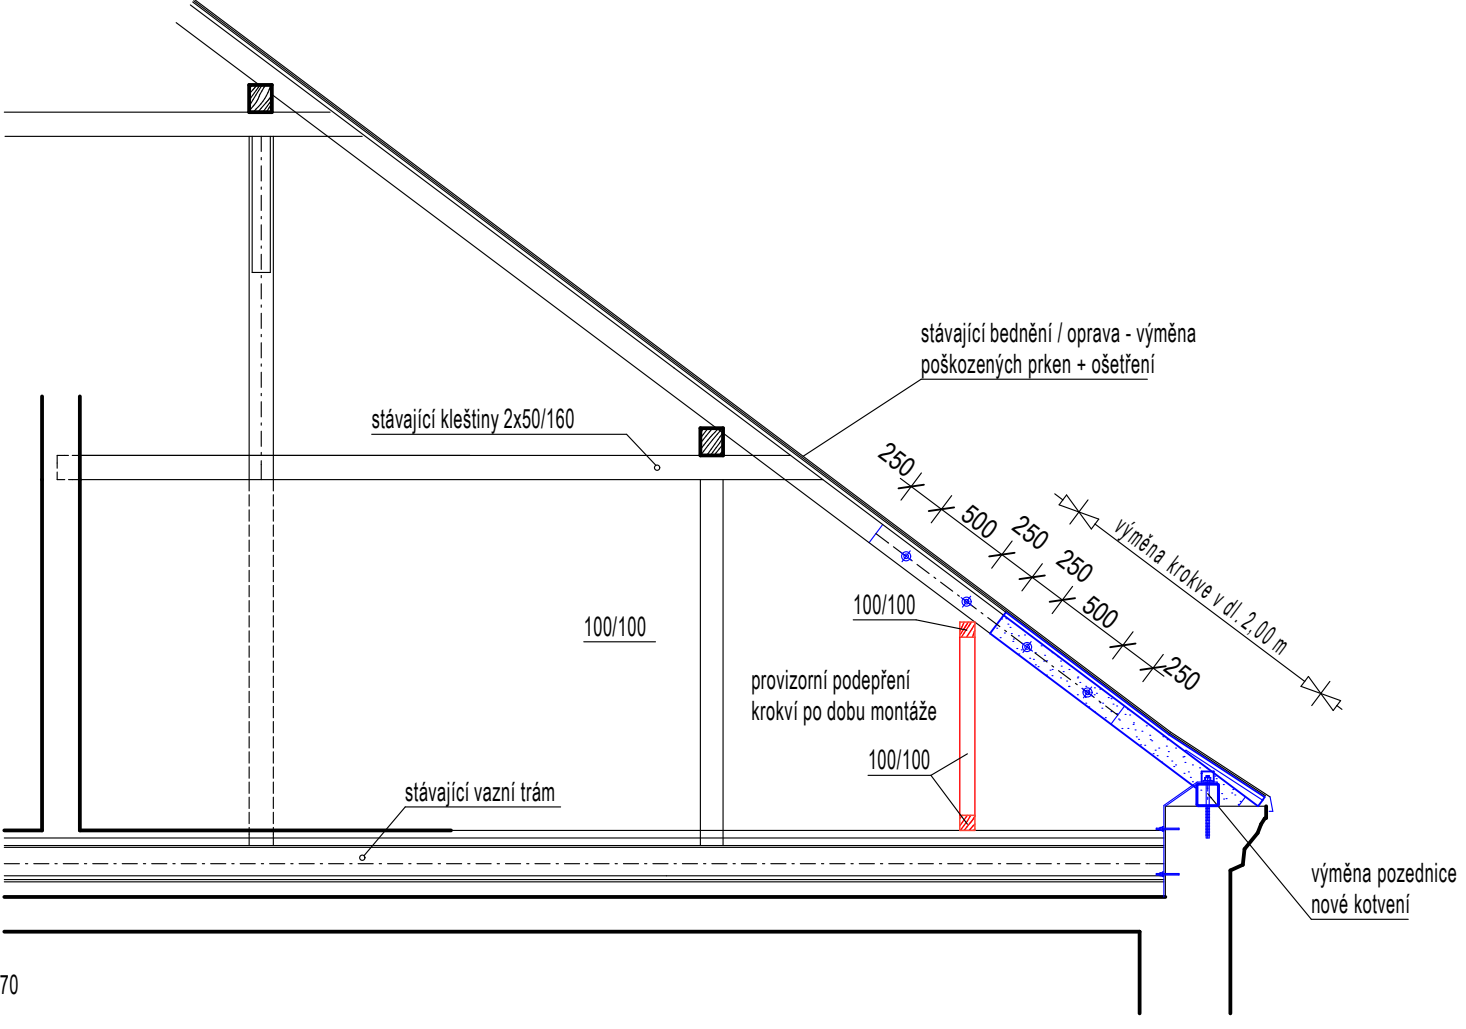 stávající bednění / oprava - výměna
poškozených prken + ošetření
stávající kleštiny 2x50/160
250
500
250
250
500
250
výměna krokve v dl. 2,00 m
100/100
100/100
provizorní podepření
krokví po dobu montáže
100/100
stávající vazní trám
výměna pozednice
nové kotvení
70